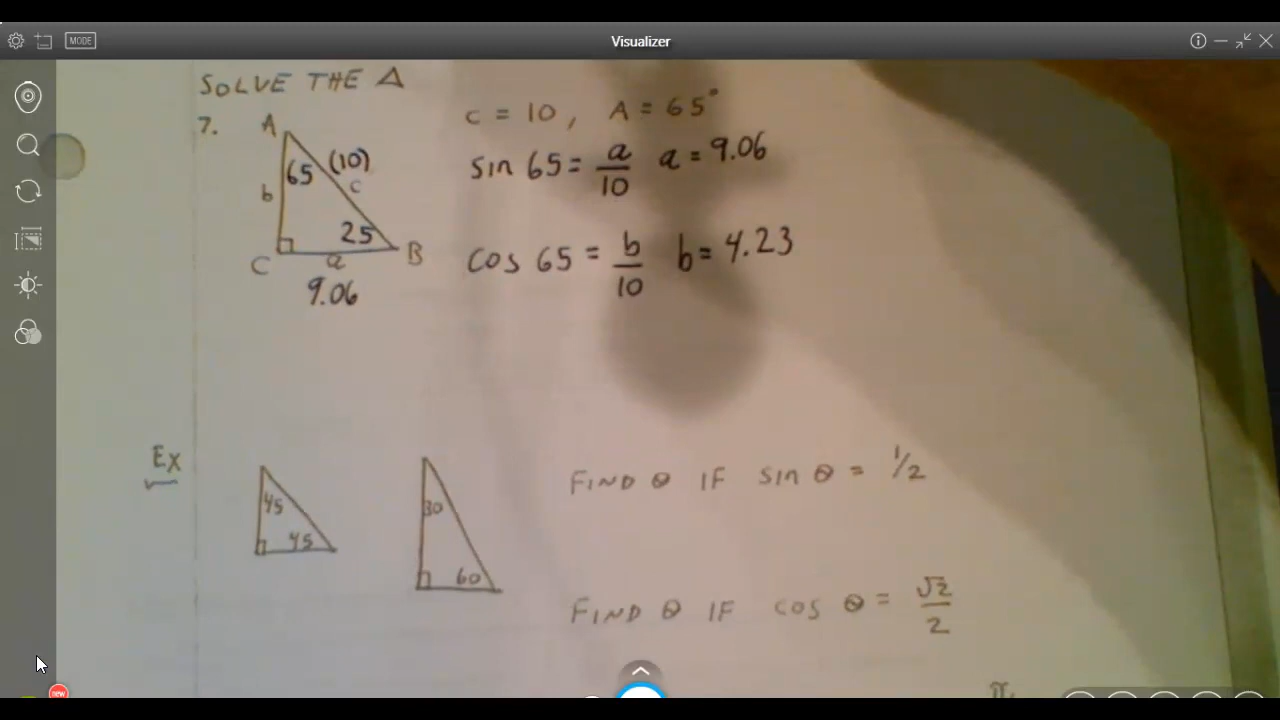 MODE
Visualizer
SOLVE THE Δ
7.
A
c = 10, A = 65°
65
(10)
b
c
25
C
a
B
9.06
sin 65 = a/10 a = 9.06
cos 65 = b/10 b = 4.23
Ex
45
45
30
60
FIND θ IF sin θ = 1/2
FIND θ IF cos θ = √2/2
new